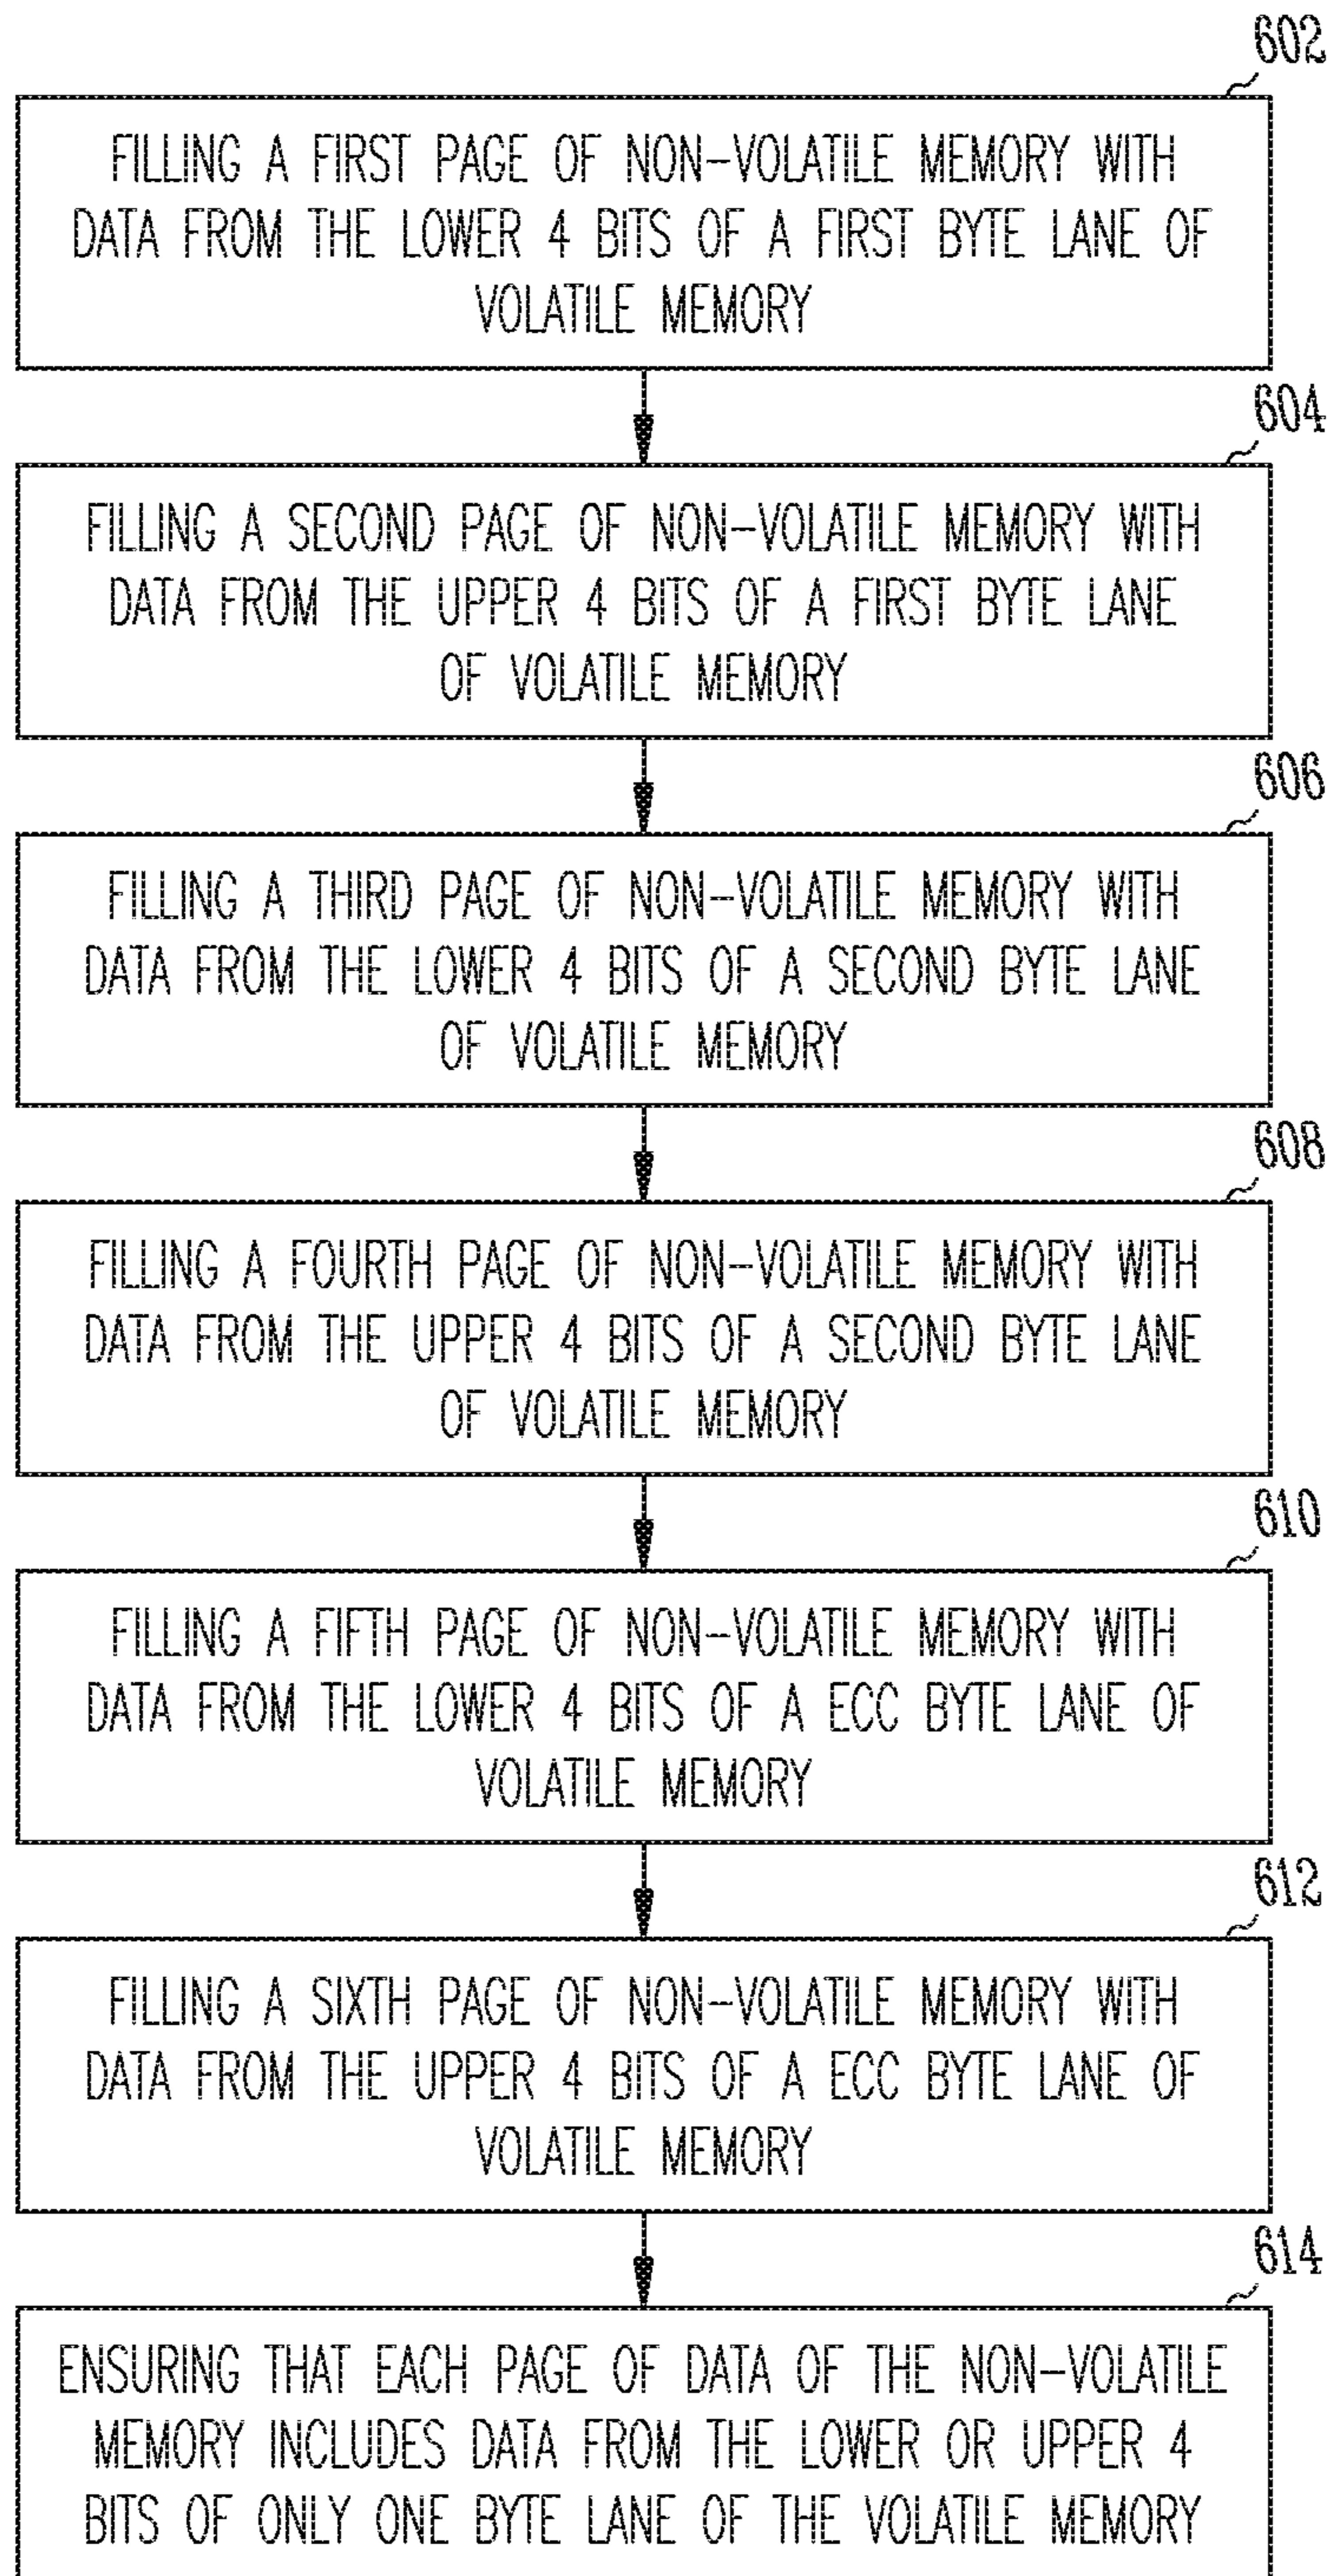 602
FILLING A FIRST PAGE OF NON-VOLATILE MEMORY WITH
DATA FROM THE LOWER 4 BITS OF A FIRST BYTE LANE OF
VOLATILE MEMORY
604
FILLING A SECOND PAGE OF NON-VOLATILE MEMORY WITH
DATA FROM THE UPPER 4 BITS OF A FIRST BYTE LANE
OF VOLATILE MEMORY
606
FILLING A THIRD PAGE OF NON-VOLATILE MEMORY WITH
DATA FROM THE LOWER 4 BITS OF A SECOND BYTE LANE
OF VOLATILE MEMORY
608
FILLING A FOURTH PAGE OF NON-VOLATILE MEMORY WITH
DATA FROM THE UPPER 4 BITS OF A SECOND BYTE LANE
OF VOLATILE MEMORY
610
FILLING A FIFTH PAGE OF NON-VOLATILE MEMORY WITH
DATA FROM THE LOWER 4 BITS OF A ECC BYTE LANE OF
VOLATILE MEMORY
612
FILLING A SIXTH PAGE OF NON-VOLATILE MEMORY WITH
DATA FROM THE UPPER 4 BITS OF A ECC BYTE LANE OF
VOLATILE MEMORY
614
ENSURING THAT EACH PAGE OF DATA OF THE NON-VOLATILE
MEMORY INCLUDES DATA FROM THE LOWER OR UPPER 4
BITS OF ONLY ONE BYTE LANE OF THE VOLATILE MEMORY